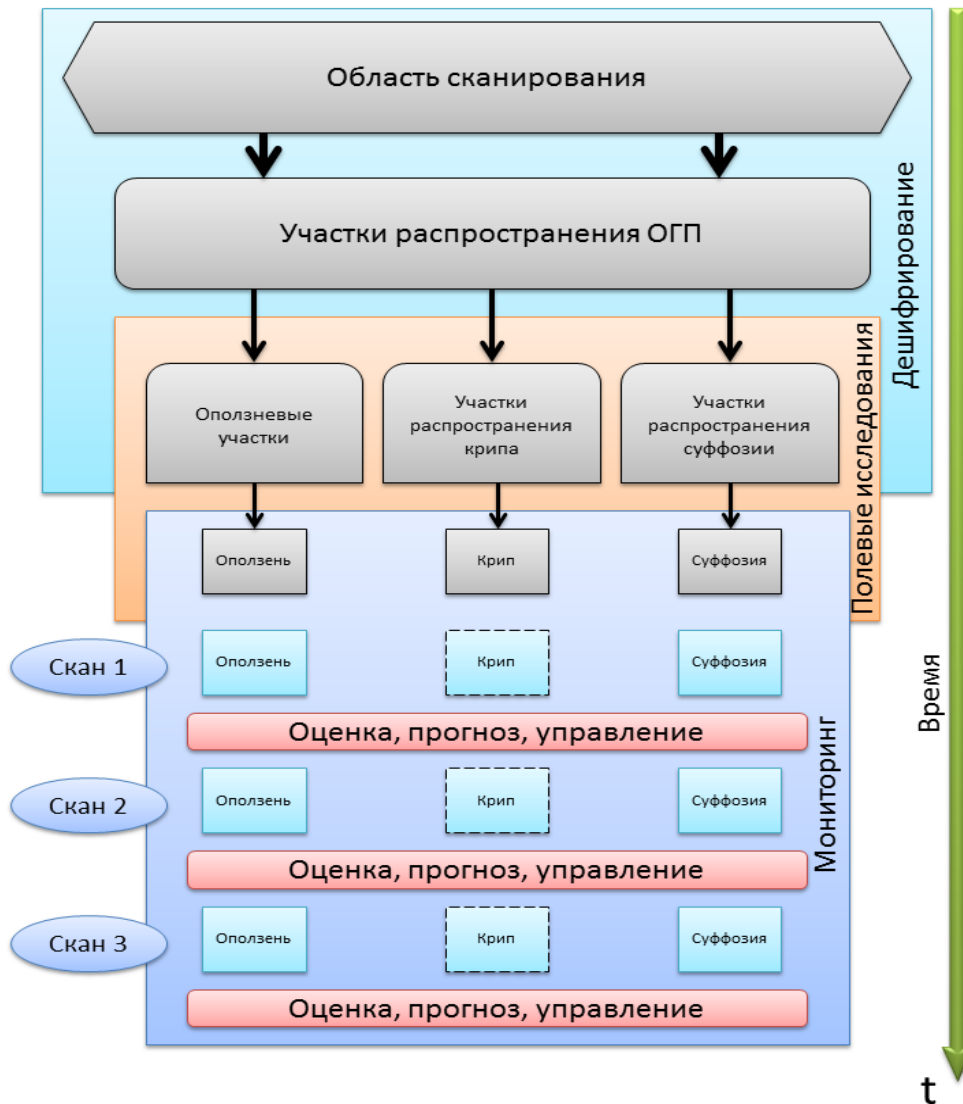 Область сканирования
Участки распространения ОГП
Дешифрирование
Оползневые
участки
Участки
распространения
крипа
Участки
распространения
суффозии
Полевые исследования
Оползень
Крип
Суффозия
Скан 1
Оползень
Крип
Суффозия
Оценка, прогноз, управление
Время
Мониторинг
Скан 2
Оползень
Крип
Суффозия
Оценка, прогноз, управление
Скан 3
Оползень
Крип
Суффозия
Оценка, прогноз, управление
t